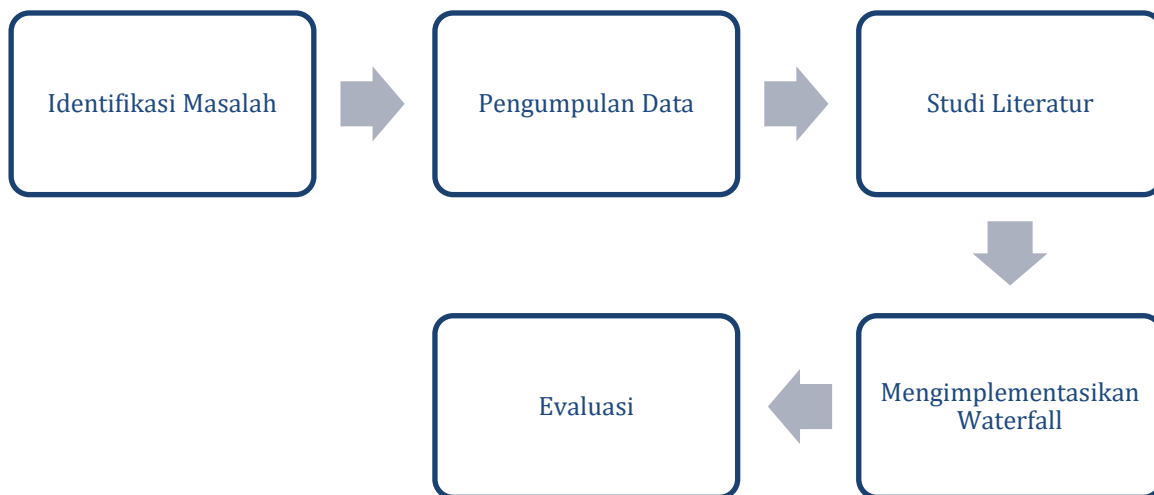 Identifikasi Masalah
Pengumpulan Data
Studi Literatur
Mengimplementasikan
Waterfall
Evaluasi